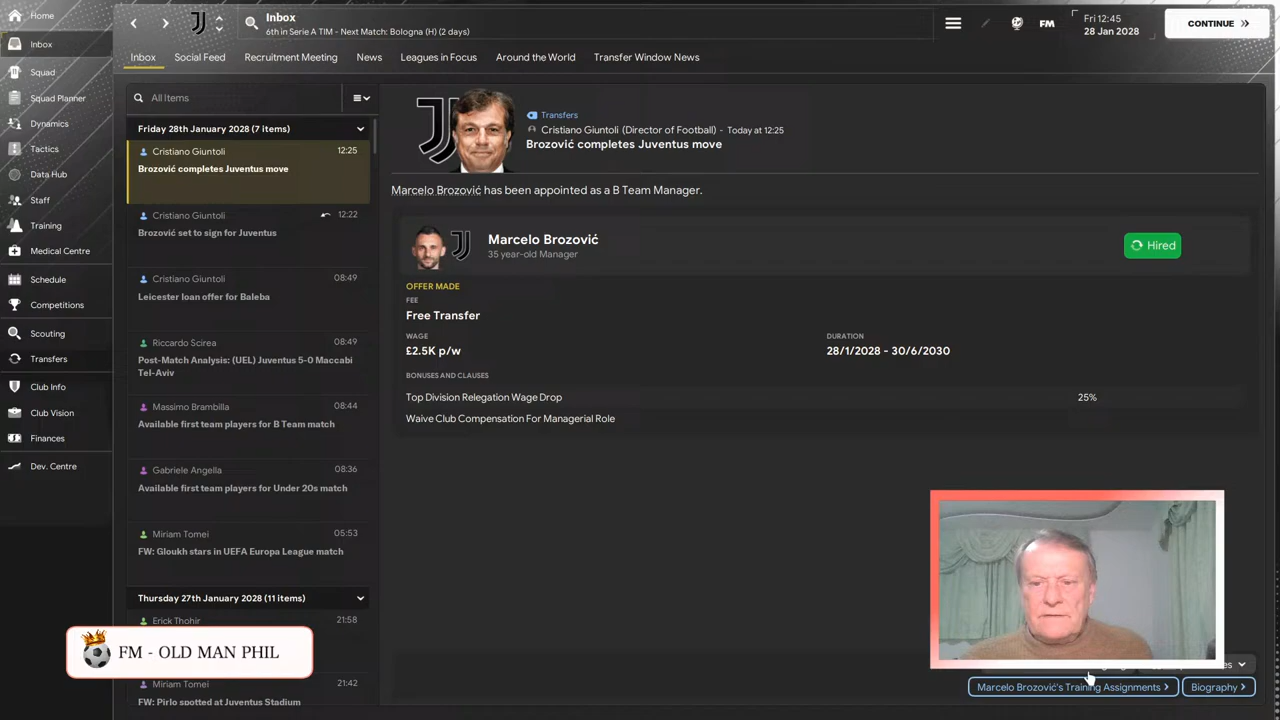 Home
Inbox
Squad
Squad Planner
Dynamics
Tactics
Data Hub
Staff
Training
Medical Centre
Schedule
Competitions
Scouting
Transfers
Club Info
Club Vision
Finances
Dev. Centre
Inbox
6th in Serie A TIM - Next Match: Bologna (H) (2 days)
FM
Fri 12:45
28 Jan 2028
CONTINUE
Inbox Social Feed Recruitment Meeting News Leagues in Focus Around the World Transfer Window News
All Items
Friday 28th January 2028 (7 items)
Cristiano Giuntoli 12:25
Brozović completes Juventus move
Cristiano Giuntoli 12:22
Brozović set to sign for Juventus
Cristiano Giuntoli 08:49
Leicester loan offer for Baleba
Riccardo Scirea 08:49
Post-Match Analysis: (UEL) Juventus 5-0 Maccabi
Tel-Aviv
Massimo Brambilla 08:44
Available first team players for B Team match
Gabriele Angella 08:36
Available first team players for Under 20s match
Miriam Tomei 05:53
FW: Gloukh stars in UEFA Europa League match
Thursday 27th January 2028 (11 items)
Erick Thohir 21:58
Miriam Tomei 21:42
FW: Pirlo spotted at Juventus Stadium
FM - OLD MAN PHIL
Transfers
Cristiano Giuntoli (Director of Football) - Today at 12:25
Brozović completes Juventus move
Marcelo Brozović has been appointed as a B Team Manager.
Marcelo Brozović
35 year-old Manager
Hired
OFFER MADE
FEE
Free Transfer
WAGE DURATION
£2.5K p/w 28/1/2028 - 30/6/2030
BONUSES AND CLAUSES
Top Division Relegation Wage Drop 25%
Waive Club Compensation For Managerial Role
Marcelo Brozović's Training Assignments Biography